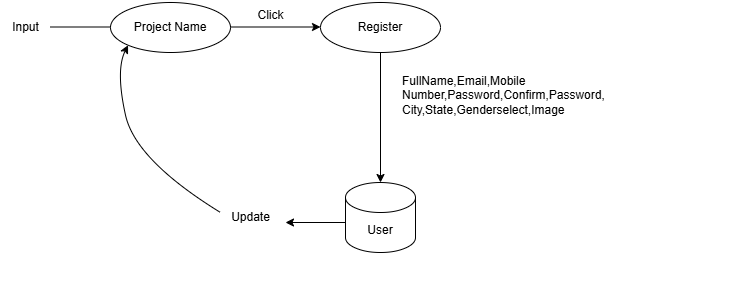 Click
Input
Project Name
Register
FullName,Email,Mobile
Number,Password,Confirm,Password,
City,State,Genderselect,Image
Update
User